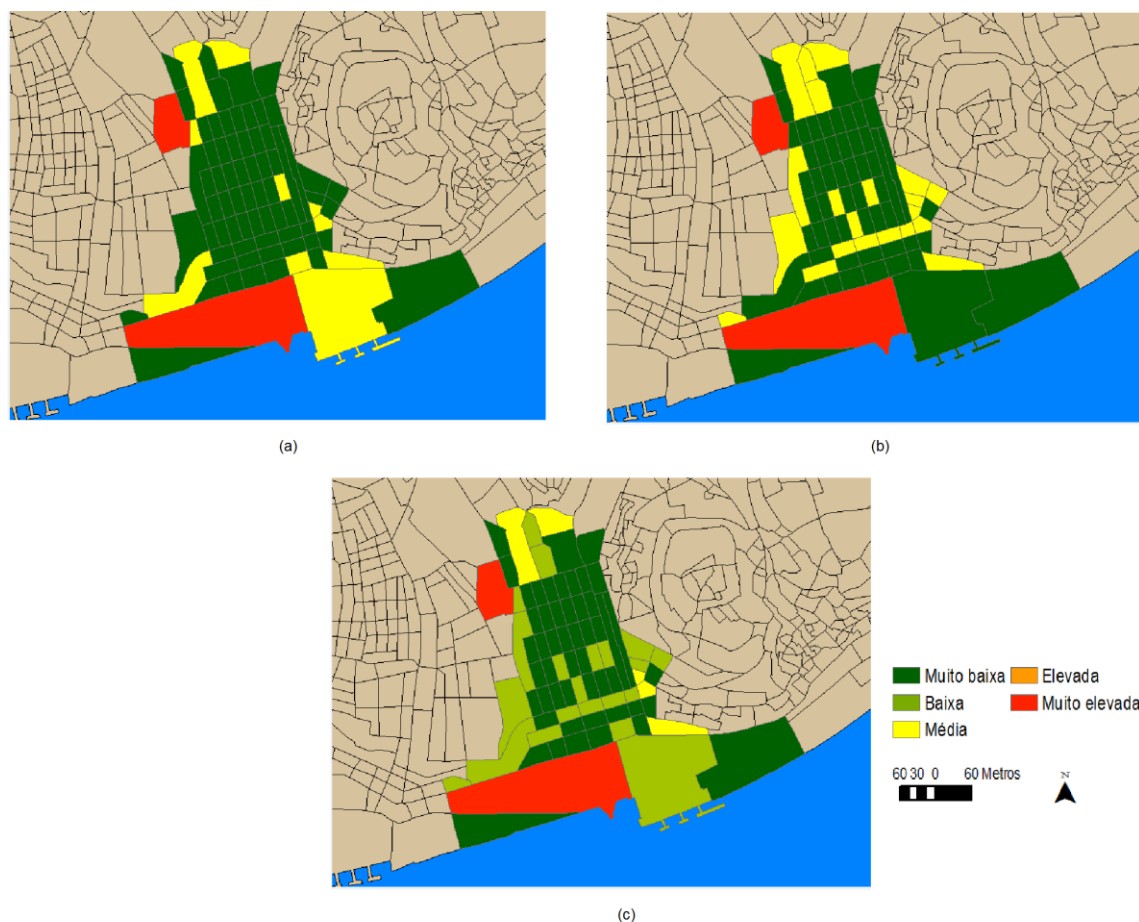 (a)
(b)
Muito baixa
Elevada
Baixa
Muito elevada
Média
60 30 0 60 Metros
N
(c)